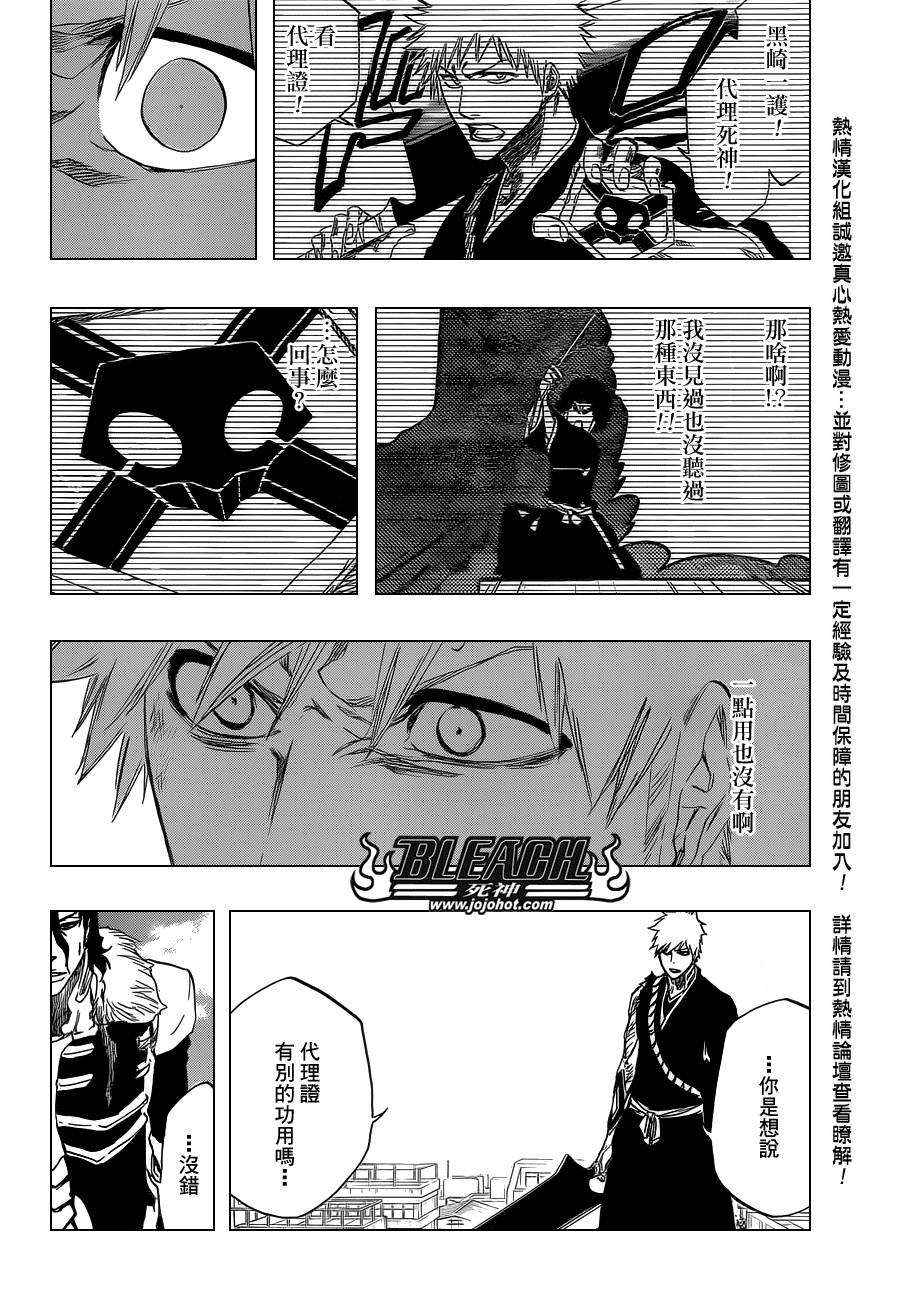 黑崎一護！
代理死神！
看
代理證！
那啥啊!?
我沒見過也沒聽過
那種東西!!
…怎麼
回事？
一點用也沒有啊
BLEACH
死神
www.jojohot.com
…你是想說
代理證
有別的功用嗎…
…沒錯
熱情漢化組誠邀真心熱愛動漫…並對修圖或翻譯有一定經驗及時間保障的朋友加入！ 詳情請到熱情論壇查看瞭解！